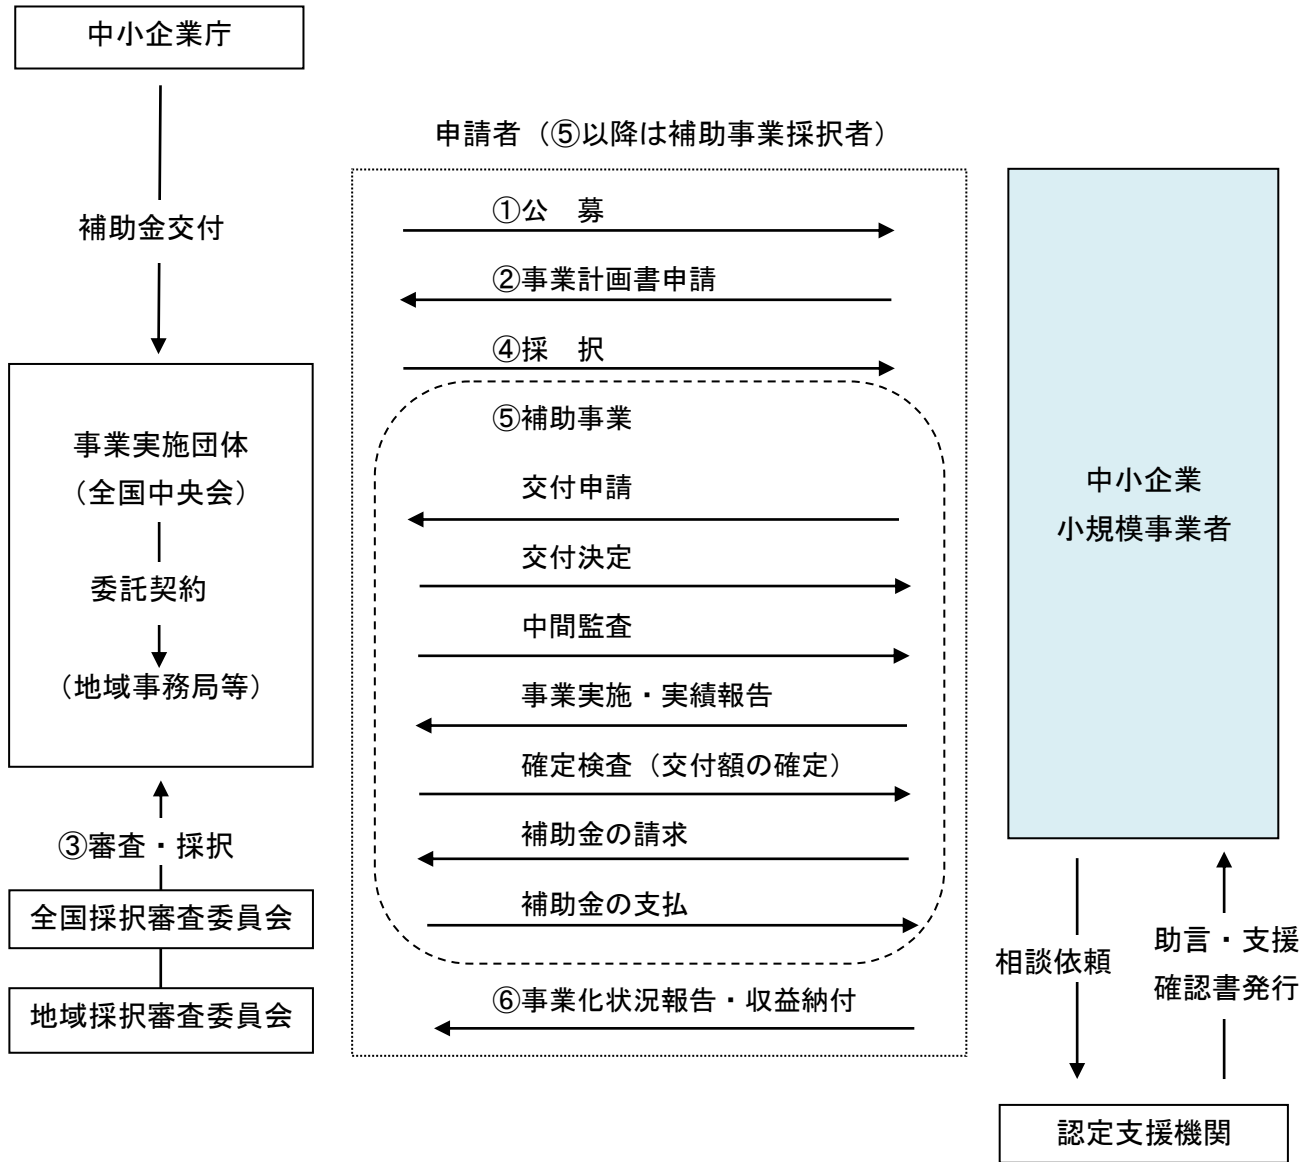 中小企業庁
補助金交付
事業実施団体
（全国中央会）
委託契約
（地域事務局等）
③審査・採択
全国採択審査委員会
地域採択審査委員会
申請者（⑤以降は補助事業採択者）
①公　募
②事業計画書申請
④採　択
⑤補助事業
交付申請
交付決定
中間監査
事業実施・実績報告
確定検査（交付額の確定）
補助金の請求
補助金の支払
⑥事業化状況報告・収益納付
中小企業
小規模事業者
相談依頼
助言・支援
確認書発行
認定支援機関